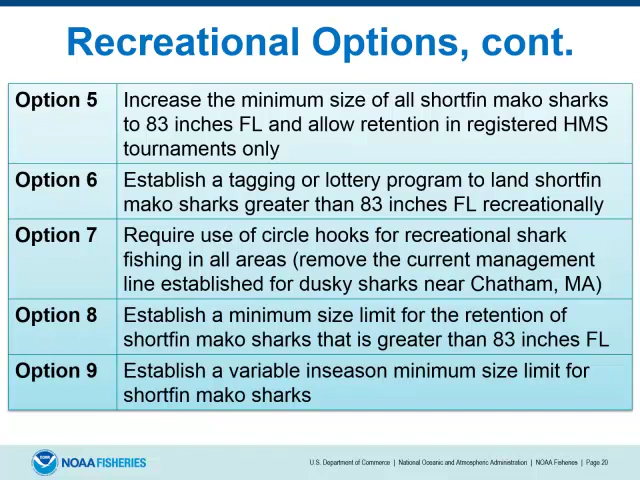 Recreational Options, cont.
Option 5
Increase the minimum size of all shortfin mako sharks
to 83 inches FL and allow retention in registered HMS
tournaments only
Option 6
Establish a tagging or lottery program to land shortfin
mako sharks greater than 83 inches FL recreationally
Option 7
Require use of circle hooks for recreational shark
fishing in all areas (remove the current management
line established for dusky sharks near Chatham, MA)
Option 8
Establish a minimum size limit for the retention of
shortfin mako sharks that is greater than 83 inches FL
Option 9
Establish a variable inseason minimum size limit for
shortfin mako sharks
NOAA
NOAA FISHERIES
U.S. Department of Commerce | National Oceanic and Atmospheric Administration | NOAA Fisheries | Page 20